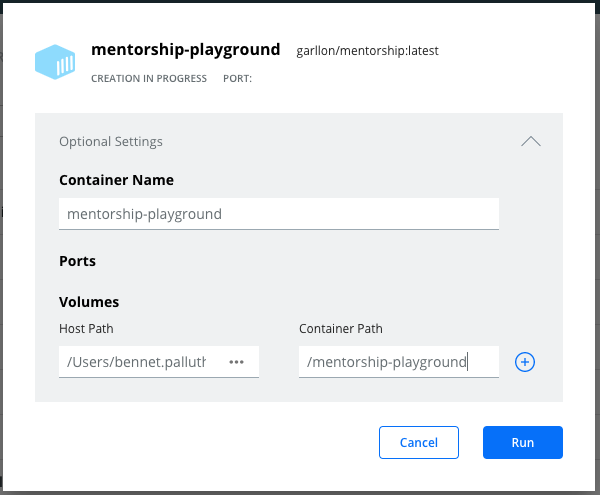 mentorship-playground garllon/mentorship:latest
CREATION IN PROGRESS PORT:
Optional Settings
Container Name
mentorship-playground
Ports
Volumes
Host Path Container Path
/Users/bennet.palluth ••• /mentorship-playground
Cancel Run